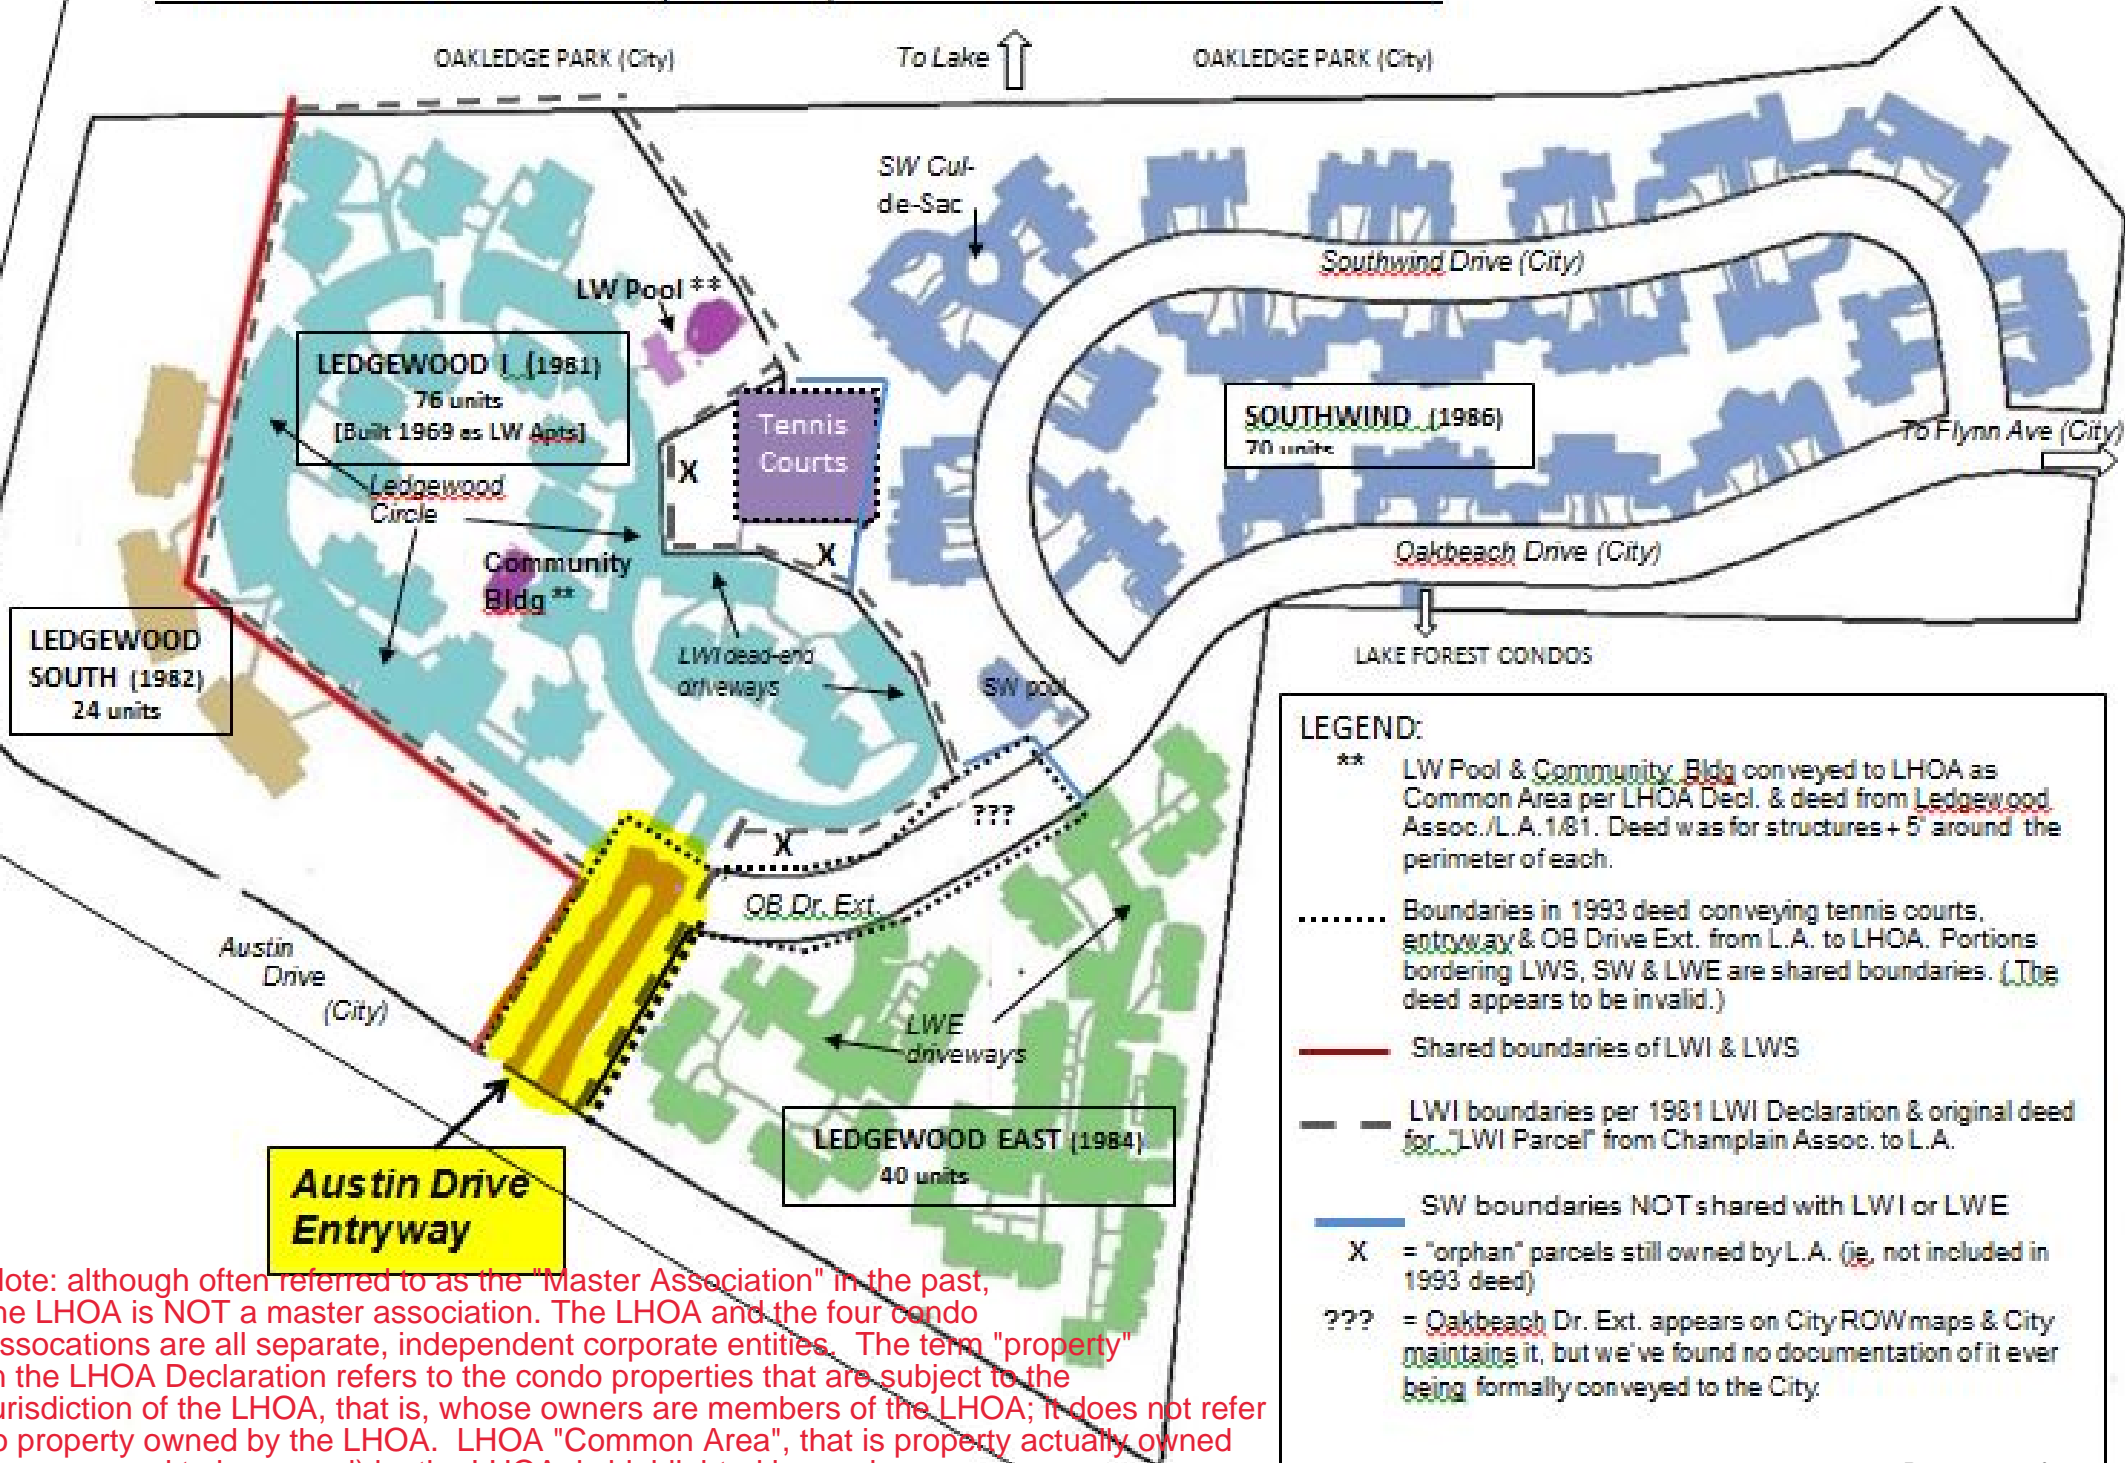 OAKLEDGE PARK (City)
To Lake
OAKLEDGE PARK (City)
SW Cul-
de-Sac
Southwind Drive (City)
LW Pool **
LEDGEWOOD I (1981)
76 units
[Built 1969 as LW Apts]
Tennis
Courts
X
X
SOUTHWIND (1986)
70 units
To Flynn Ave (City)
Ledgewood
Circle
Community
Bldg **
Oakbeach Drive (City)
LEDGEWOOD
SOUTH (1982)
24 units
LWI dead-end
driveways
SW pool
LAKE FOREST CONDOS
???
X
OB Dr. Ext.
Austin
Drive
(City)
LWE
driveways
LEDGEWOOD EAST (1984)
40 units
Austin Drive
Entryway
LEGEND:
** LW Pool & Community Bldg conveyed to LHOA as
Common Area per LHOA Decl. & deed from Ledgewood
Assoc./L.A. 1/81. Deed was for structures + 5' around the
perimeter of each.
Boundaries in 1993 deed conveying tennis courts,
entryway & OB Drive Ext. from L.A. to LHOA. Portions
bordering LWS, SW & LWE are shared boundaries. (The
deed appears to be invalid.)
Shared boundaries of LWI & LWS
LWI boundaries per 1981 LWI Declaration & original deed
for "LWI Parcel" from Champlain Assoc. to L.A.
SW boundaries NOT shared with LWI or LWE
X = "orphan" parcels still owned by L.A. (ie, not included in
1993 deed)
??? = Oakbeach Dr. Ext. appears on City ROW maps & City
maintains it, but we've found no documentation of it ever
being formally conveyed to the City.
ote: although often referred to as the "Master Association" in the past,
he LHOA is NOT a master association. The LHOA and the four condo
ssocations are all separate, independent corporate entities. The term "property"
n the LHOA Declaration refers to the condo properties that are subject to the
urisdiction of the LHOA, that is, whose owners are members of the LHOA; it does not refer
o property owned by the LHOA. LHOA "Common Area", that is property actually owned